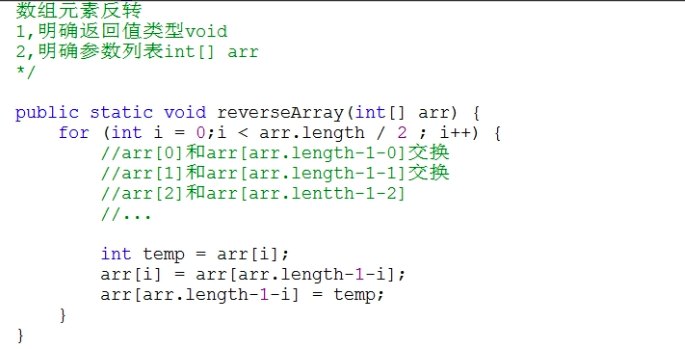 数组元素反转
1,明确返回值类型void
2,明确参数列表int[] arr
*/
public static void reverseArray(int[] arr) {
for (int i = 0;i < arr.length / 2 ; i++) {
//arr[0]和arr[arr.length-1-0]交换
//arr[1]和arr[arr.length-1-1]交换
//arr[2]和arr[arr.lentth-1-2]
//...
int temp = arr[i];
arr[i] = arr[arr.length-1-i];
arr[arr.length-1-i] = temp;
}
}